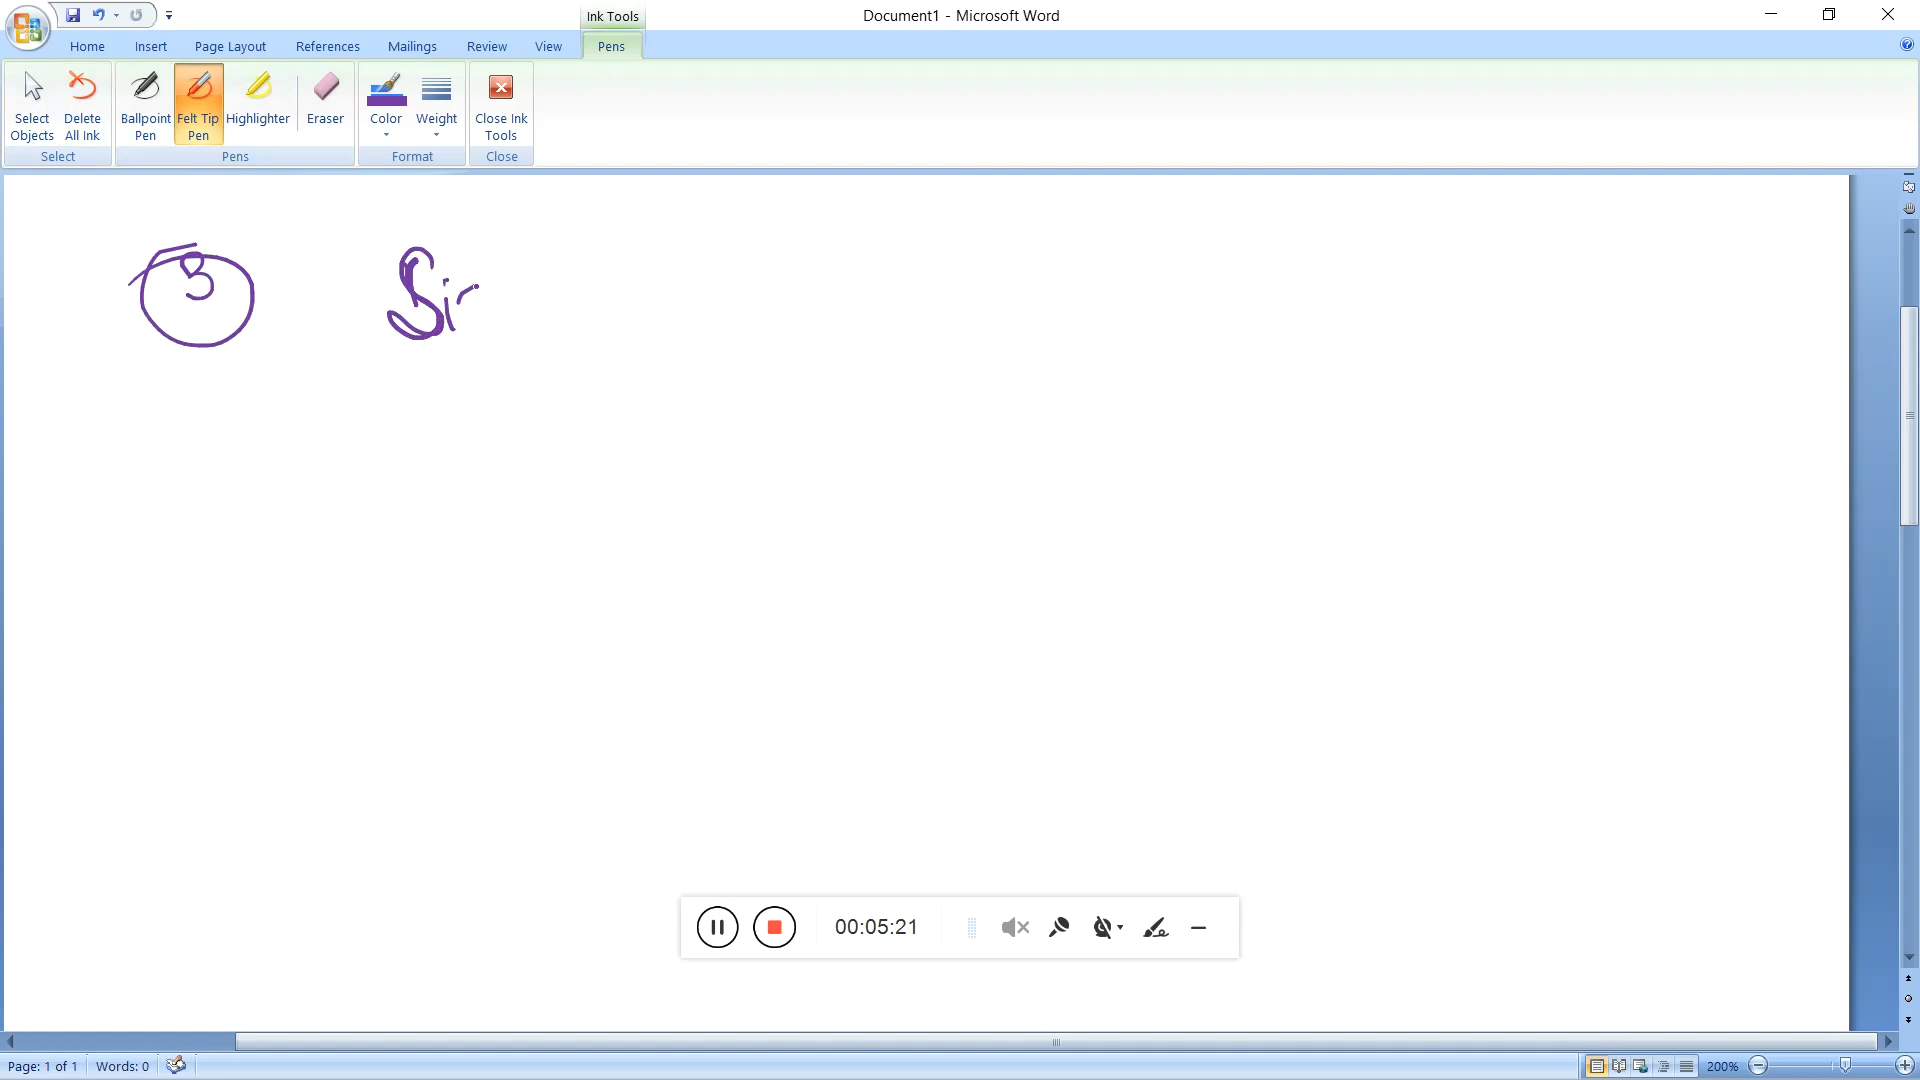 Ink Tools
Document1 - Microsoft Word
Home Insert Page Layout References Mailings Review View Pens
Select Objects Delete All Ink Ballpoint Pen Felt Tip Pen Highlighter Eraser Color Weight Close Ink Tools
Select Pens Format Close
3 Sir
00:05:21
Page: 1 of 1 Words: 0 200%